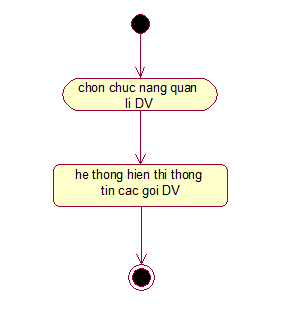 chon chuc nang quan
li DV
he thong hien thi thong
tin cac goi DV